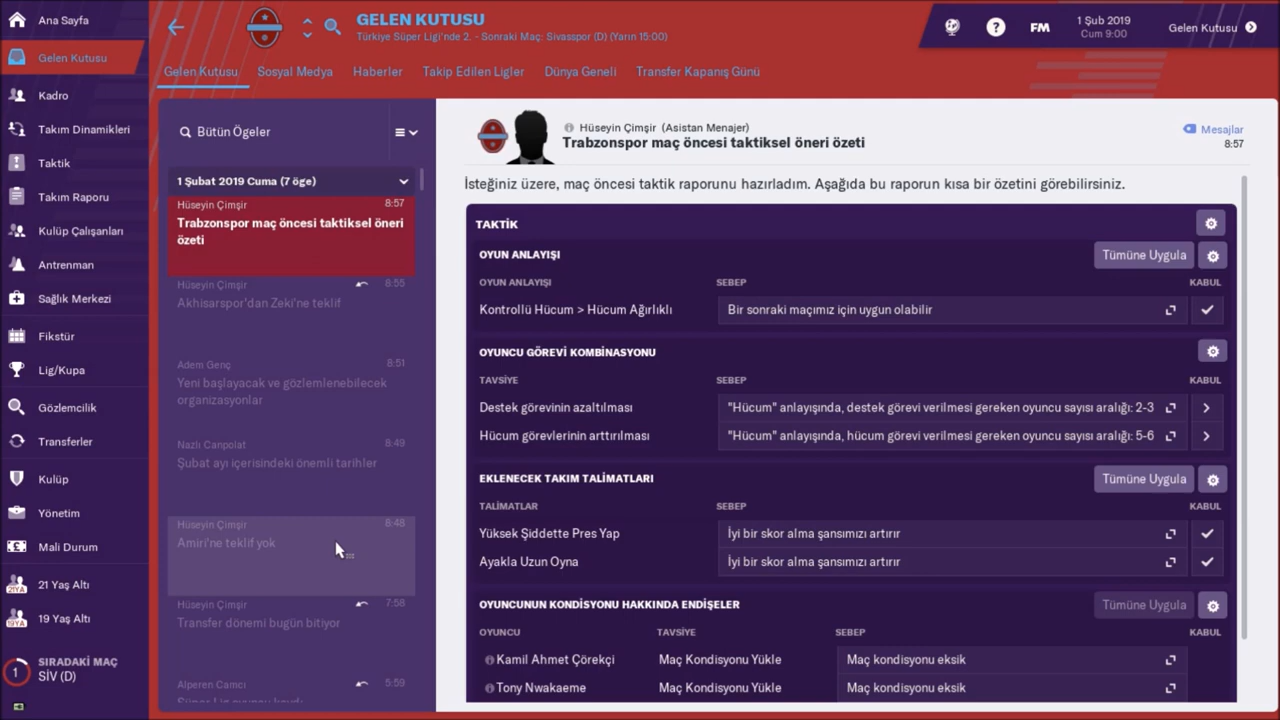 Ana Sayfa
Gelen Kutusu
Kadro
Takım Dinamikleri
Taktik
Takım Raporu
Kulüp Çalışanları
Antrenman
Sağlık Merkezi
Fikstür
Lig/Kupa
Gözlemcilik
Transferler
Kulüp
Yönetim
Mali Durum
21YA
21 Yaş Altı
19YA
19 Yaş Altı
1
SIRADAKİ MAÇ
SİV (D)
GELEN KUTUSU
Türkiye Süper Ligi'nde 2. - Sonraki Maç: Sivasspor (D) (Yarın 15:00)
FM
1 Şub 2019
Cum 9:00
Gelen Kutusu
Gelen Kutusu Sosyal Medya Haberler Takip Edilen Ligler Dünya Geneli Transfer Kapanış Günü
Bütün Ögeler
1 Şubat 2019 Cuma (7 öge)
Hüseyin Çimşir 8:57
Trabzonspor maç öncesi taktiksel öneri
özeti
Hüseyin Çimşir 8:55
Akhisarspor'dan Zeki'ne teklif
Adem Genç 8:51
Yeni başlayacak ve gözlemlenebilecek
organizasyonlar
Nazlı Canpolat 8:49
Şubat ayı içerisindeki önemli tarihler
Hüseyin Çimşir 8:48
Amiri'ne teklif yok
Hüseyin Çimşir 7:58
Transfer dönemi bugün bitiyor
Alperen Camcı 5:59
Hüseyin Çimşir (Asistan Menajer)
Trabzonspor maç öncesi taktiksel öneri özeti
Mesajlar
8:57
İsteğiniz üzere, maç öncesi taktik raporunu hazırladım. Aşağıda bu raporun kısa bir özetini görebilirsiniz.
TAKTİK
OYUN ANLAYIŞI Tümüne Uygula
OYUN ANLAYIŞI SEBEP KABUL
Kontrollü Hücum > Hücum Ağırlıklı Bir sonraki maçımız için uygun olabilir
OYUNCU GÖREVİ KOMBİNASYONU
TAVSİYE SEBEP KABUL
Destek görevinin azaltılması "Hücum" anlayışında, destek görevi verilmesi gereken oyuncu sayısı aralığı: 2-3
Hücum görevlerinin arttırılması "Hücum" anlayışında, hücum görevi verilmesi gereken oyuncu sayısı aralığı: 5-6
EKLENECEK TAKIM TALİMATLARI Tümüne Uygula
TALİMATLAR SEBEP KABUL
Yüksek Şiddette Pres Yap İyi bir skor alma şansımızı artırır
Ayakla Uzun Oyna İyi bir skor alma şansımızı artırır
OYUNCUNUN KONDİSYONU HAKKINDA ENDİŞELER Tümüne Uygula
OYUNCU TAVSİYE SEBEP KABUL
Kamil Ahmet Çörekçi Maç Kondisyonu Yükle Maç kondisyonu eksik
Tony Nwakaeme Maç Kondisyonu Yükle Maç kondisyonu eksik